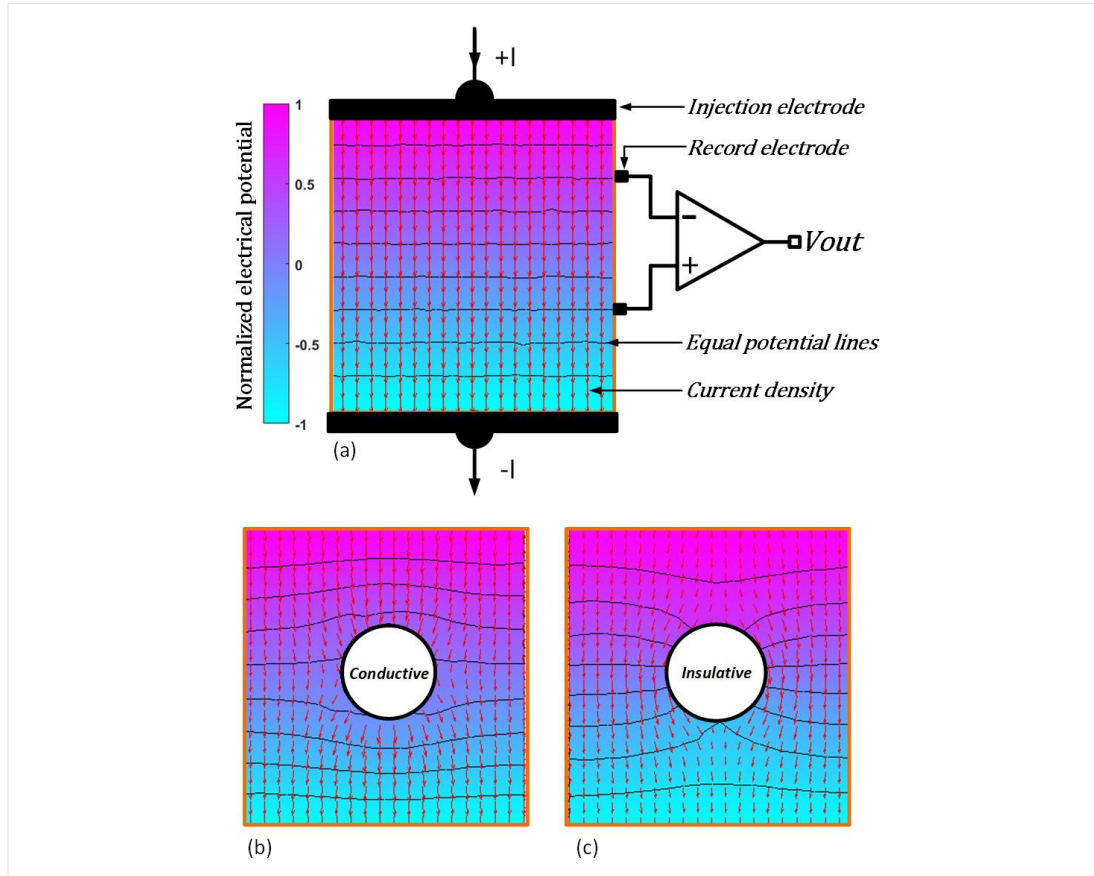 +I
Injection electrode
Record electrode
Normalized electrical potential
1
0.5
0
-0.5
-1
-
+
Vout
Equal potential lines
Current density
(a)
-I
Conductive
Insulative
(b)
(c)